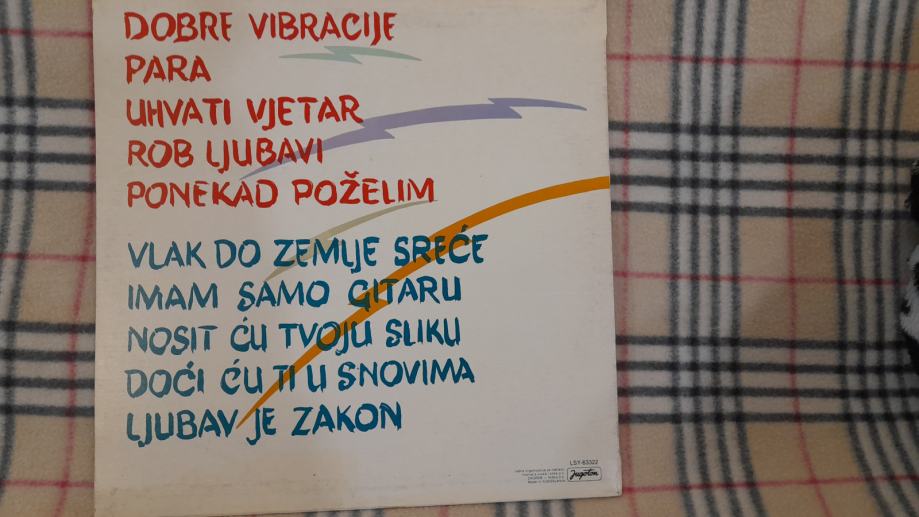 DOBRE VIBRACIJE
PARA
UHVATI VJETAR
ROB LJUBAVI
PONEKAD POŽELIM
VLAK DO ZEMLJE SREĆE
IMAM SAMO GITARU
NOSIT ĆU TVOJU SLIKU
DOĆI ĆU TI U SNOVIMA
LJUBAV JE ZAKON
LSY-63322
Jugoton